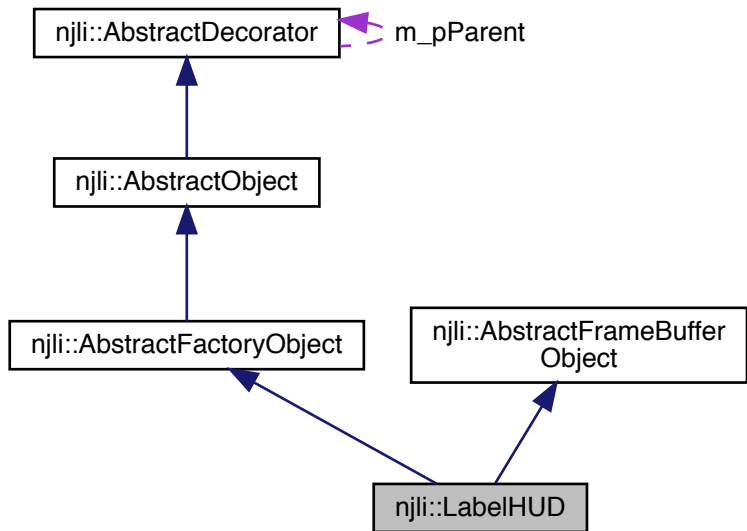 njli::AbstractDecorator
m_pParent
njli::AbstractObject
njli::AbstractFactoryObject
njli::AbstractFrameBuffer
Object
njli::LabelHUD